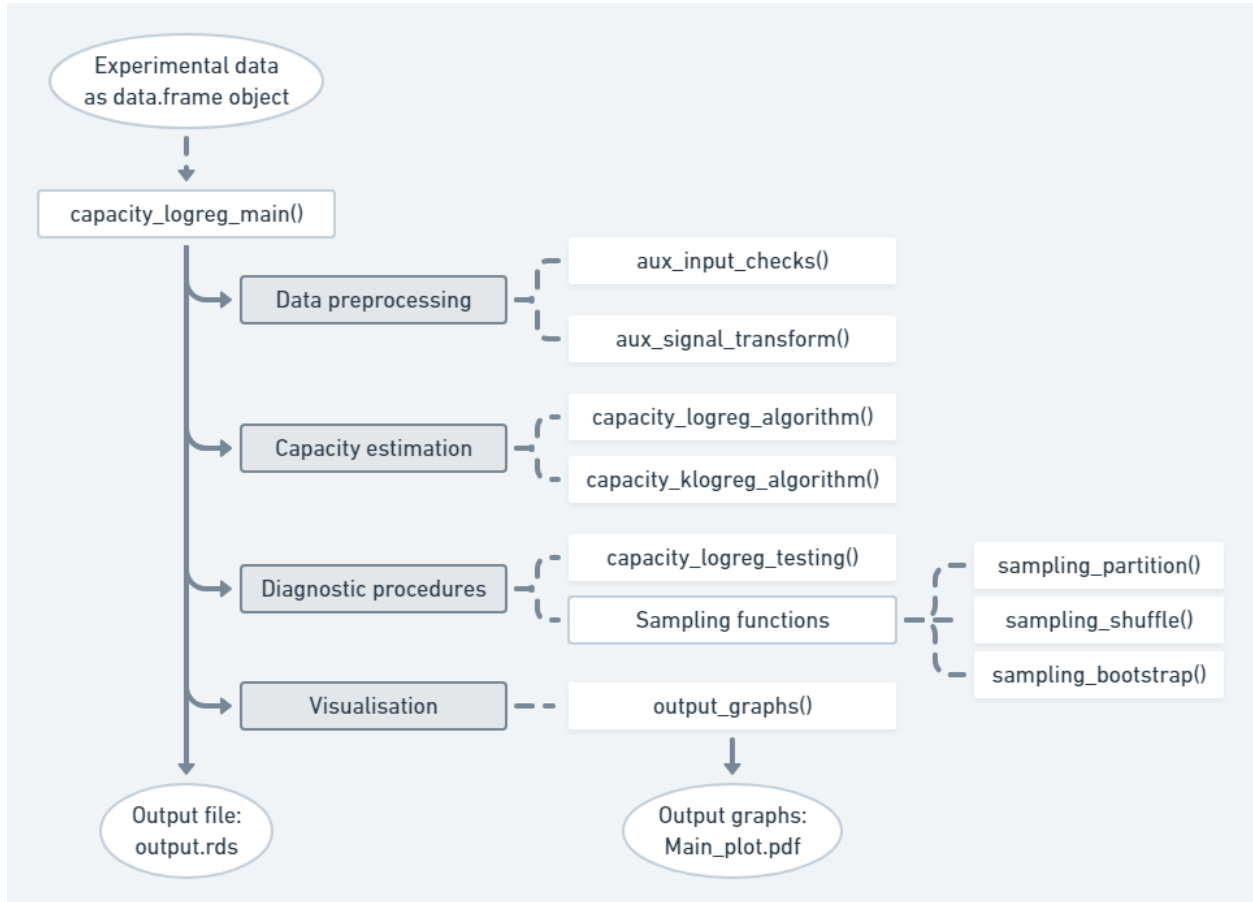 Experimental data
as data.frame object
capacity_logreg_main()
Data preprocessing
aux_input_checks()
aux_signal_transform()
Capacity estimation
capacity_logreg_algorithm()
capacity_klogreg_algorithm()
Diagnostic procedures
capacity_logreg_testing()
Sampling functions
sampling_partition()
sampling_shuffle()
sampling_bootstrap()
Visualisation
output_graphs()
Output file:
output.rds
Output graphs:
Main_plot.pdf